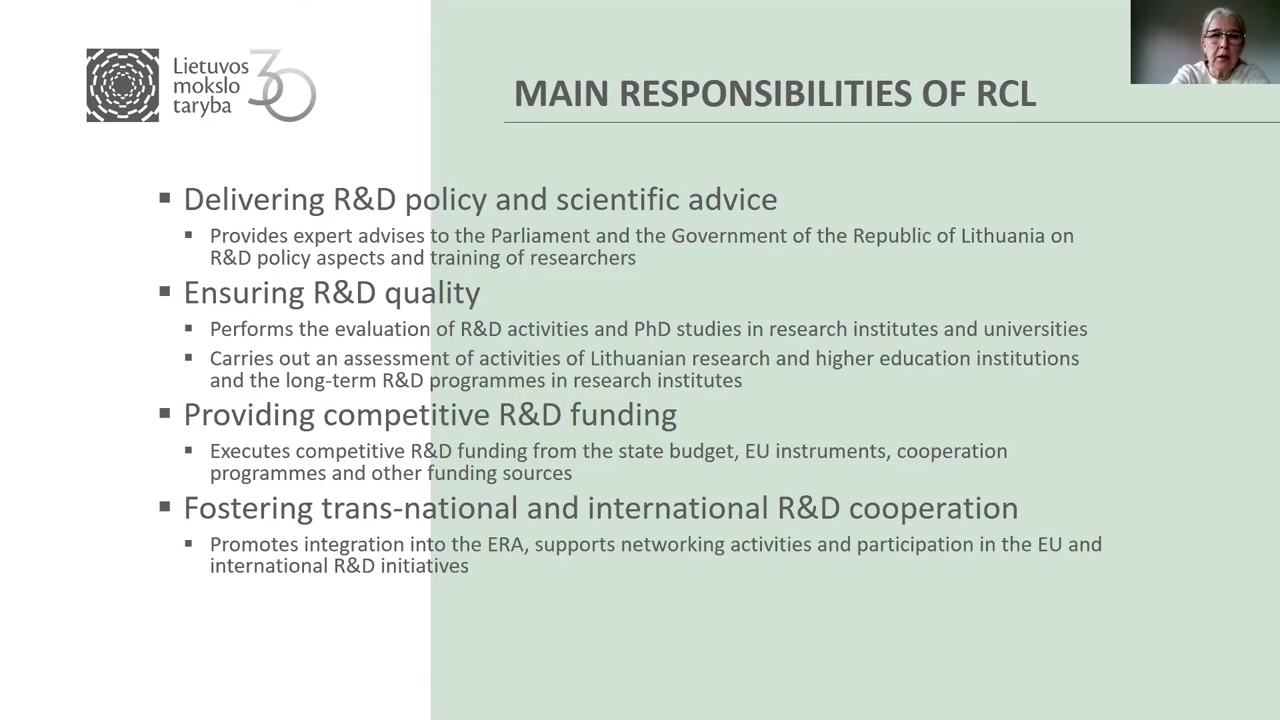 Lietuvos
mokslo
taryba
30
MAIN RESPONSIBILITIES OF RCL
▪ Delivering R&D policy and scientific advice
▪ Provides expert advises to the Parliament and the Government of the Republic of Lithuania on
R&D policy aspects and training of researchers
▪ Ensuring R&D quality
▪ Performs the evaluation of R&D activities and PhD studies in research institutes and universities
▪ Carries out an assessment of activities of Lithuanian research and higher education institutions
and the long-term R&D programmes in research institutes
▪ Providing competitive R&D funding
▪ Executes competitive R&D funding from the state budget, EU instruments, cooperation
programmes and other funding sources
▪ Fostering trans-national and international R&D cooperation
▪ Promotes integration into the ERA, supports networking activities and participation in the EU and
international R&D initiatives